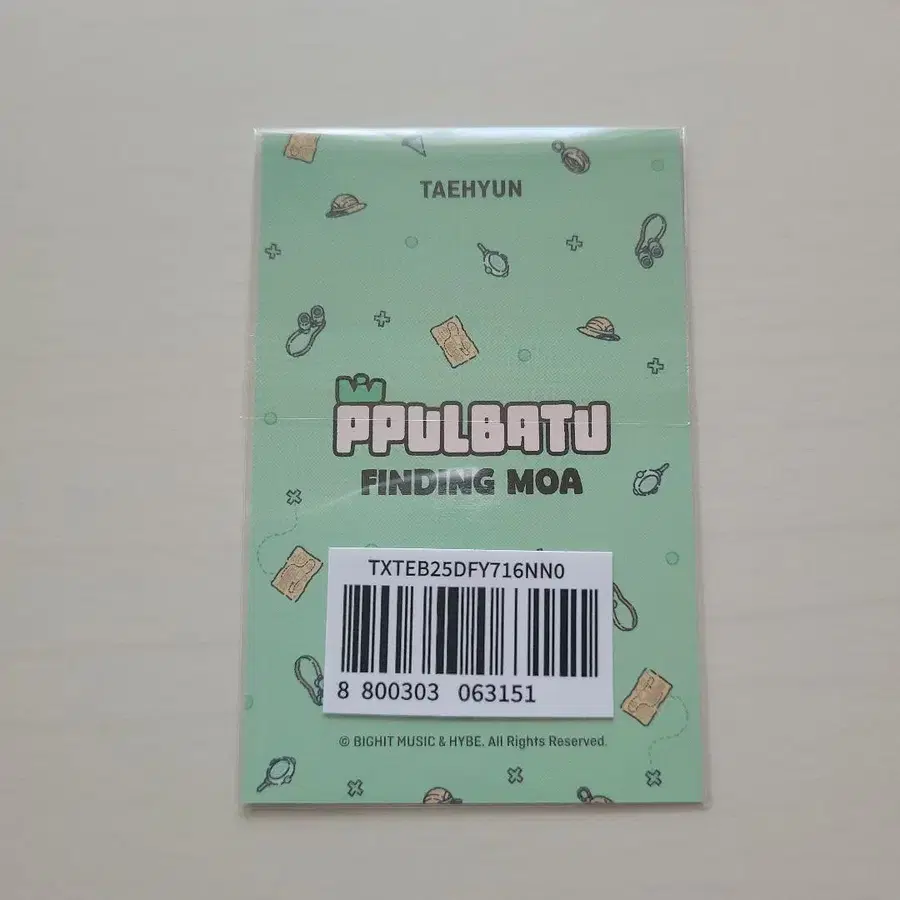 TAEHYUN
PPULBATU
FINDING MOA
TXTEB25DFY716NN0
8 800303 063151
© BIGHIT MUSIC & HYBE. All Rights Reserved.